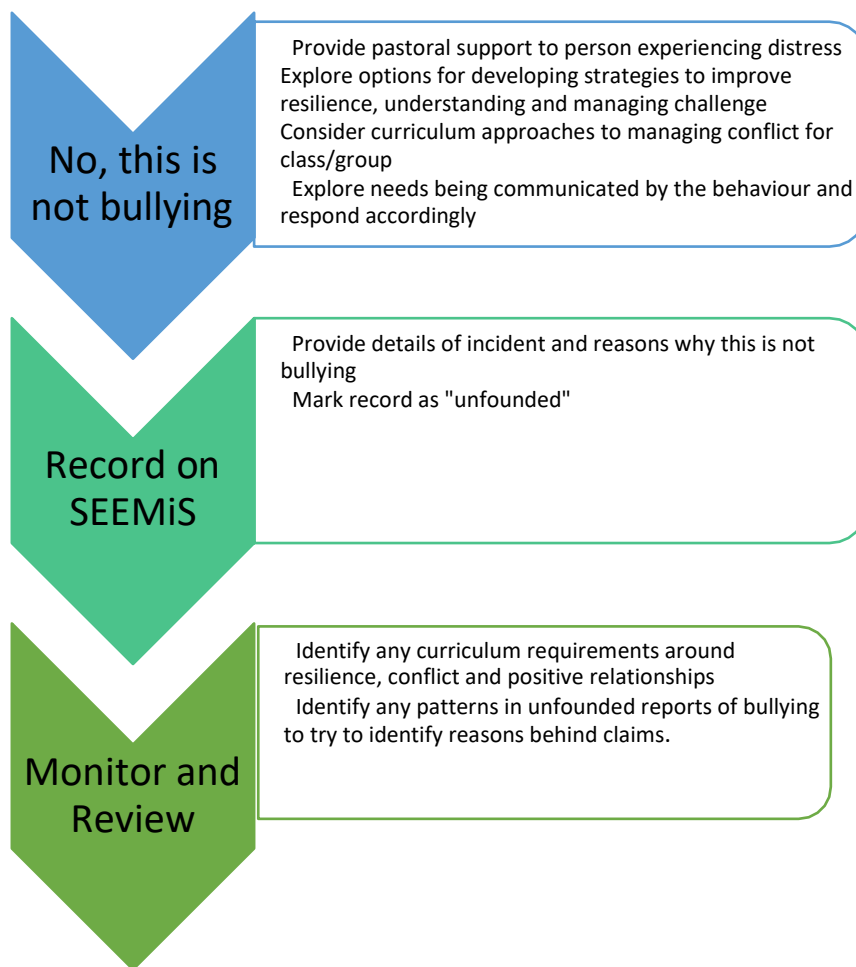 No, this is
not bullying
Provide pastoral support to person experiencing distress
Explore options for developing strategies to improve
resilience, understanding and managing challenge
Consider curriculum approaches to managing conflict for
class/group
Explore needs being communicated by the behaviour and
respond accordingly
Record on
SEEMiS
Provide details of incident and reasons why this is not
bullying
Mark record as "unfounded"
Monitor and
Review
Identify any curriculum requirements around
resilience, conflict and positive relationships
Identify any patterns in unfounded reports of bullying
to try to identify reasons behind claims.